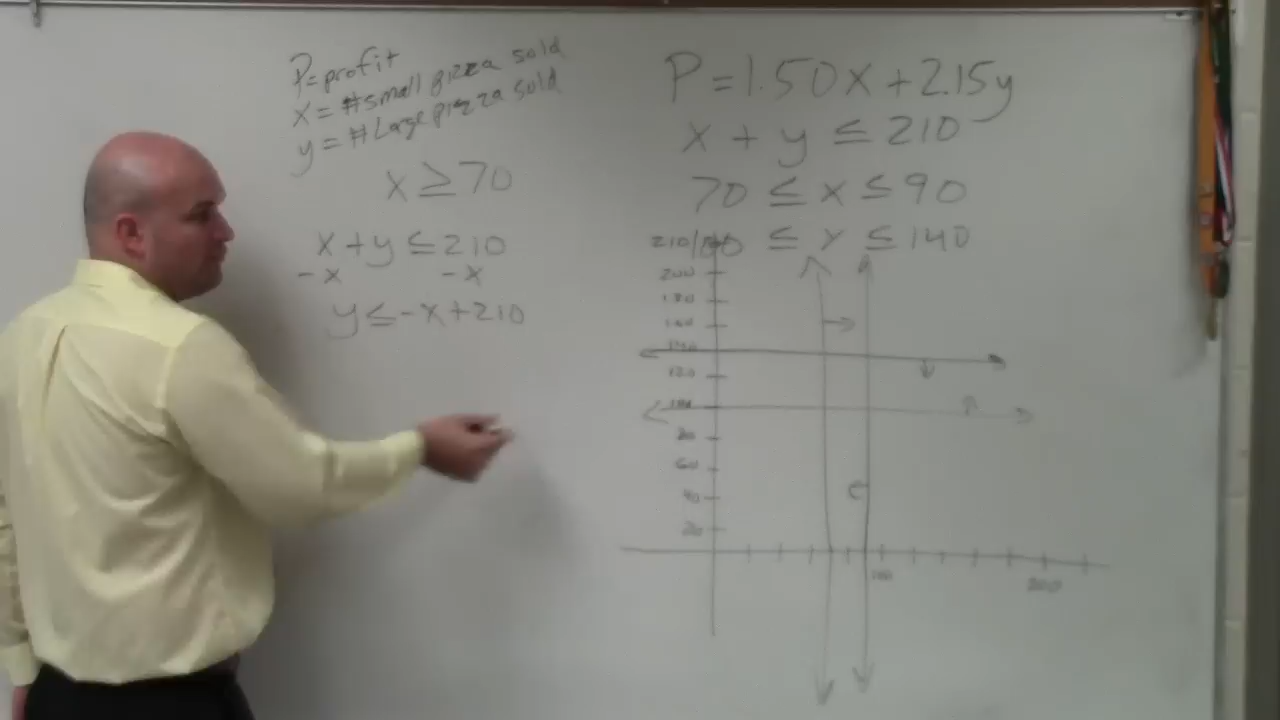 P=profit
x=#small pizza sold
y=#Large pizza sold
x≥70
x+y≤210
-x -x
y≤-x+210
P=1.50x+2.15y
x+y≤210
70≤x≤90
≤y≤140
210
200
180
160
140
120
100
80
60
40
20
100
200